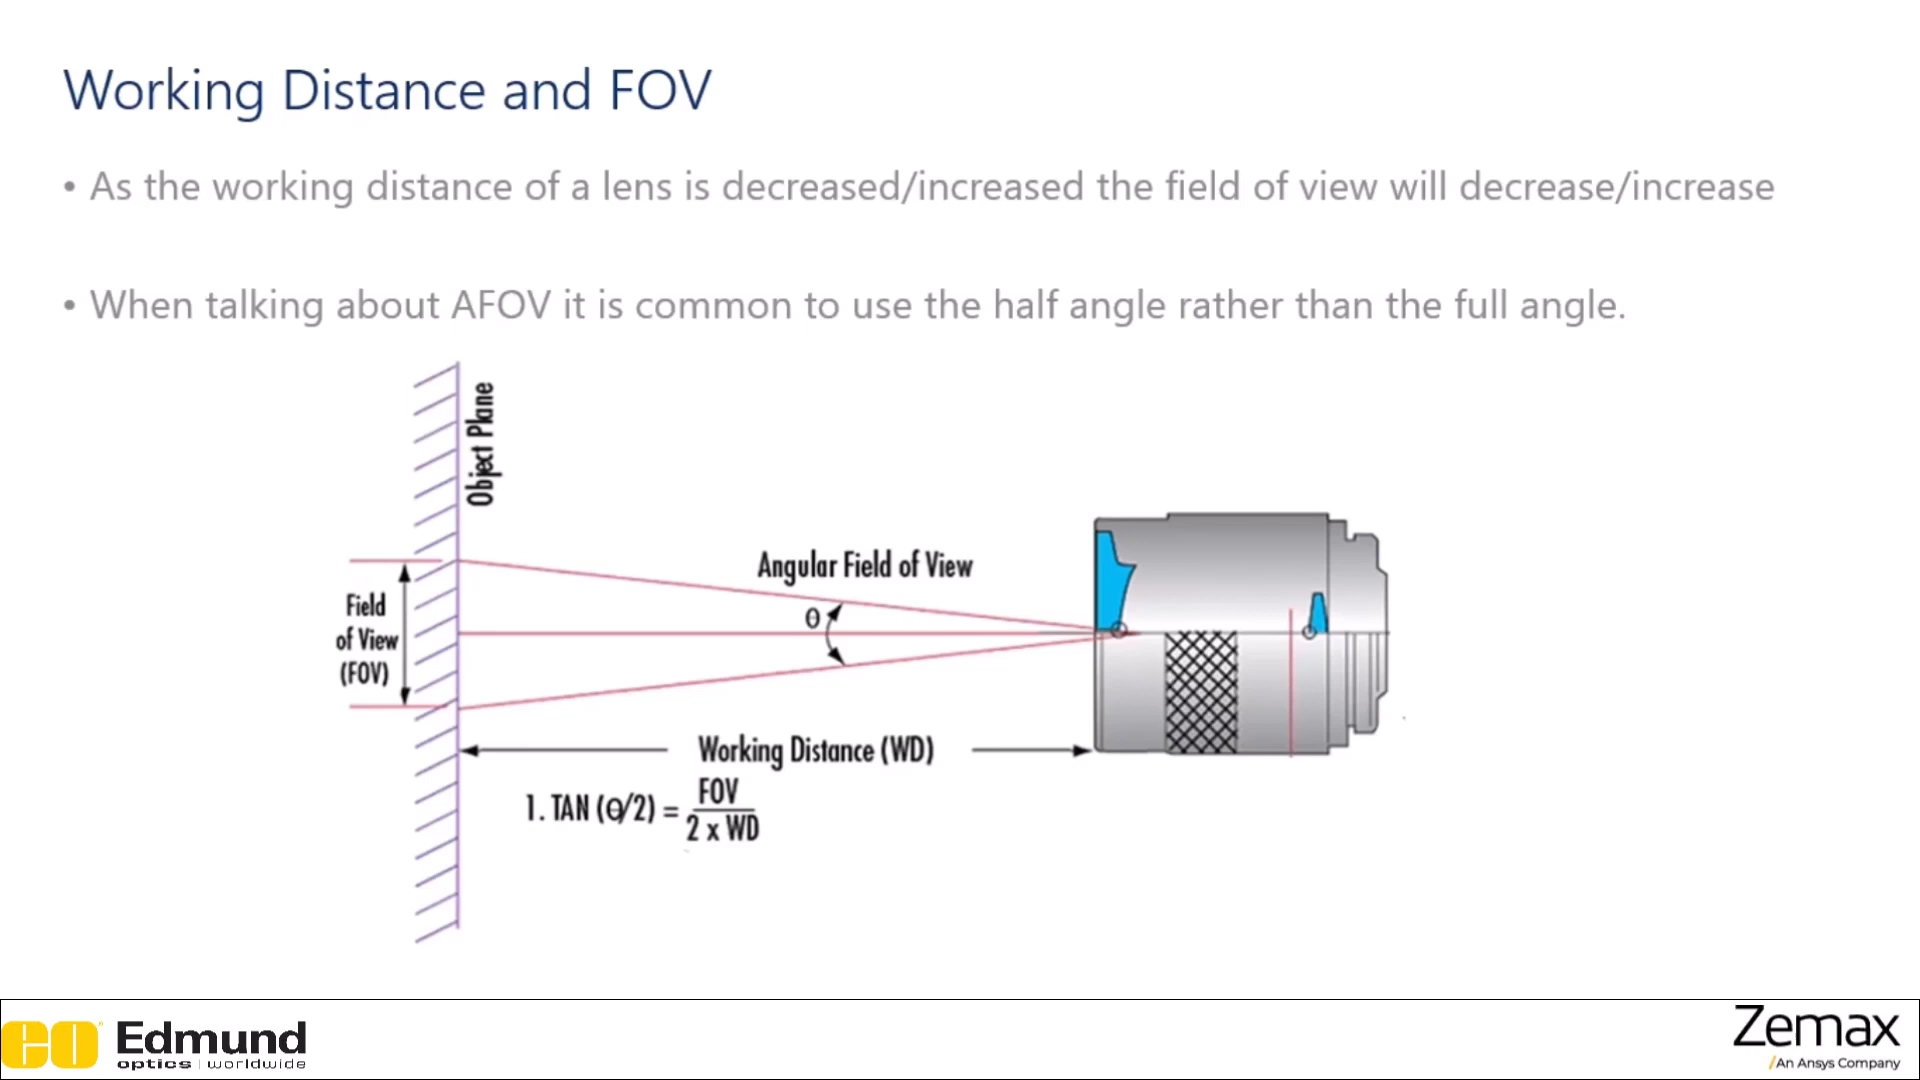 Working Distance and FOV
• As the working distance of a lens is decreased/increased the field of view will decrease/increase
• When talking about AFOV it is common to use the half angle rather than the full angle.
Object Plane
Angular Field of View
θ
Field
of View
(FOV)
Working Distance (WD)
1. TAN (θ/2) = FOV
2 x WD
EO Edmund
optics | worldwide
Zemax
An Ansys Company